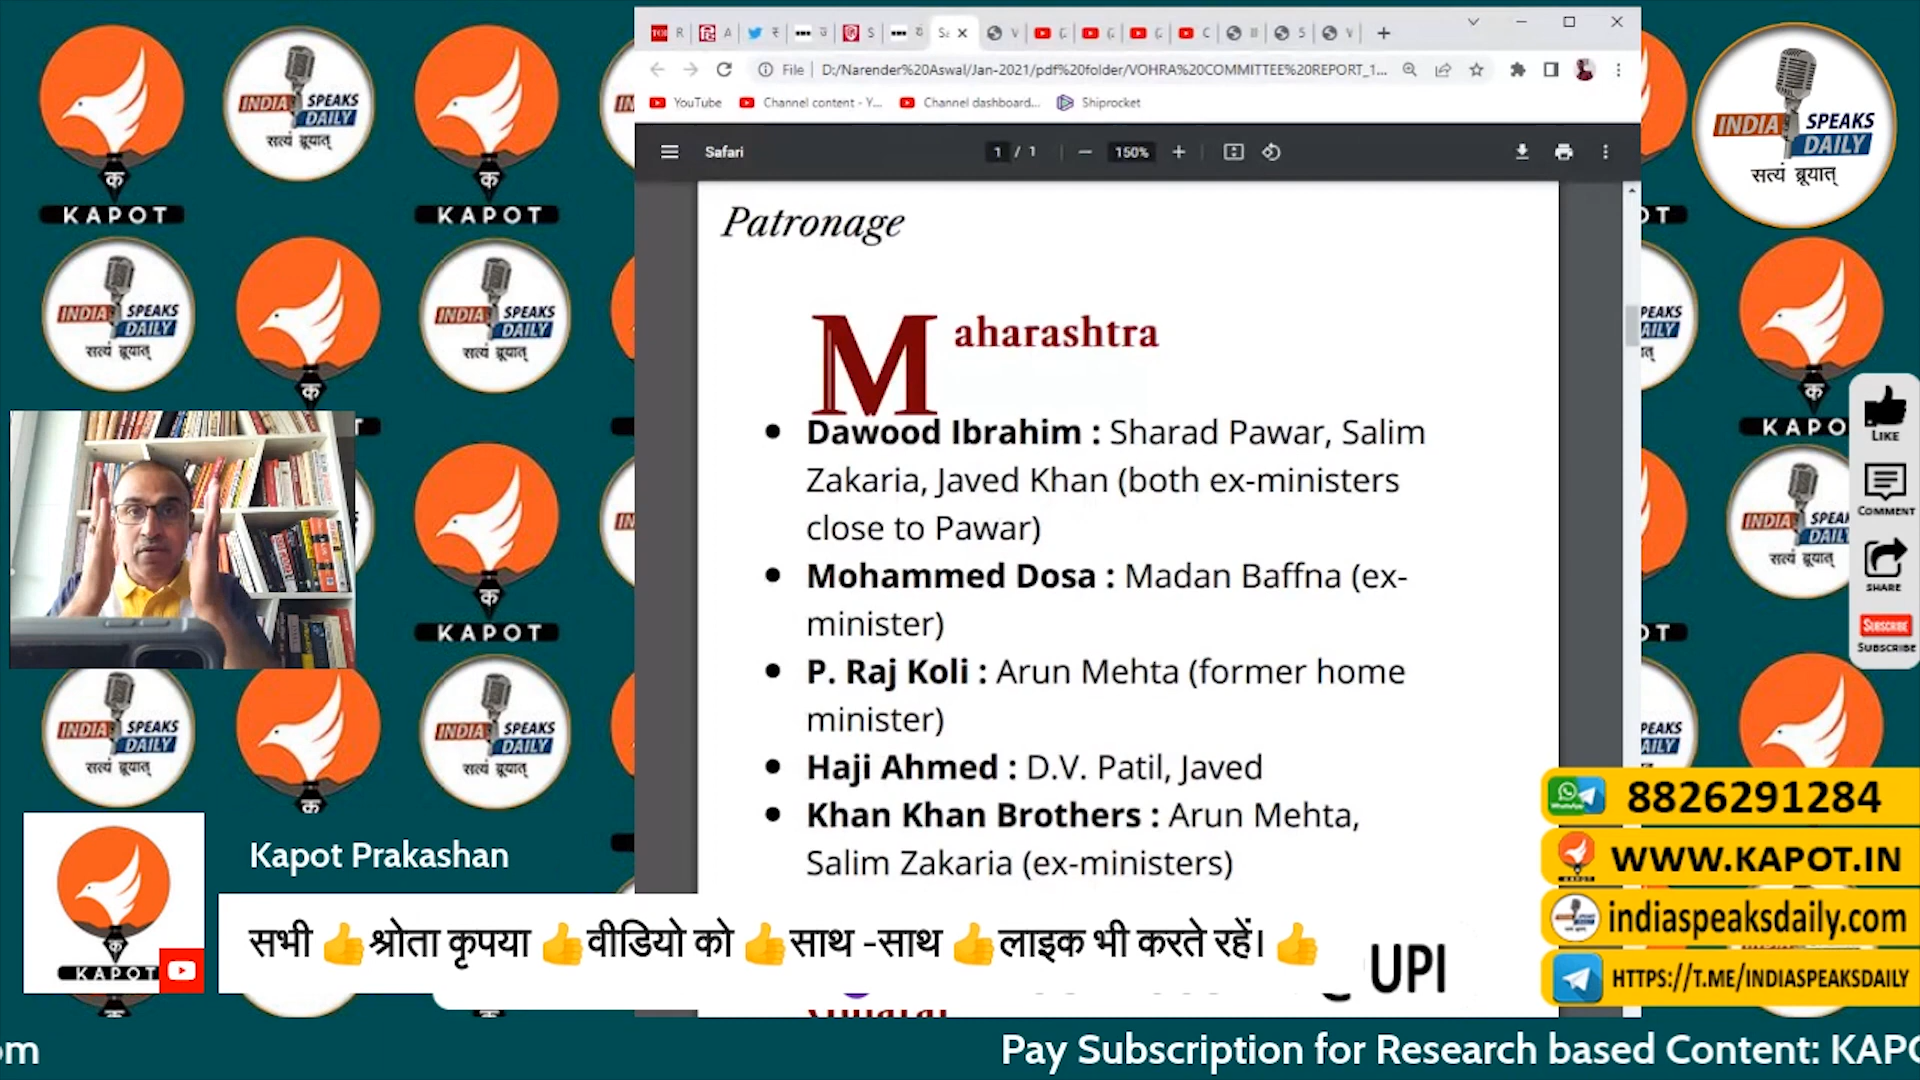 File
D:/Narender%20Aswal/Jan-2021/pdf%20folder/VOHRA%20COMMITTEE%20REPORT_1...
YouTube
Channel content - Y...
Channel dashboard...
Shiprocket
Safari
1 / 1
150%
Patronage
Maharashtra
Dawood Ibrahim : Sharad Pawar, Salim
Zakaria, Javed Khan (both ex-ministers
close to Pawar)
Mohammed Dosa : Madan Baffna (ex-
minister)
P. Raj Koli : Arun Mehta (former home
minister)
Haji Ahmed : D.V. Patil, Javed
Khan Khan Brothers : Arun Mehta,
Salim Zakaria (ex-ministers)
INDIA SPEAKS
DAILY
सत्यं ब्रूयात्
क
KAPOT
LIKE
COMMENT
SHARE
SUBSCRIBE
SUBSCRIBE
8826291284
WWW.KAPOT.IN
indiaspeaksdaily.com
HTTPS://T.ME/INDIASPEAKSDAILY
Kapot Prakashan
सभी 👍श्रोता कृपया 👍वीडियो को 👍साथ -साथ 👍लाइक भी करते रहें। 👍
UPI
क
KAPOT
om
Pay Subscription for Research based Content: KAPO